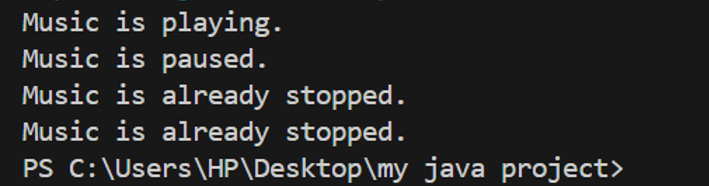 Music is playing.
Music is paused.
Music is already stopped.
Music is already stopped.
PS C:\Users\HP\Desktop\my java project>